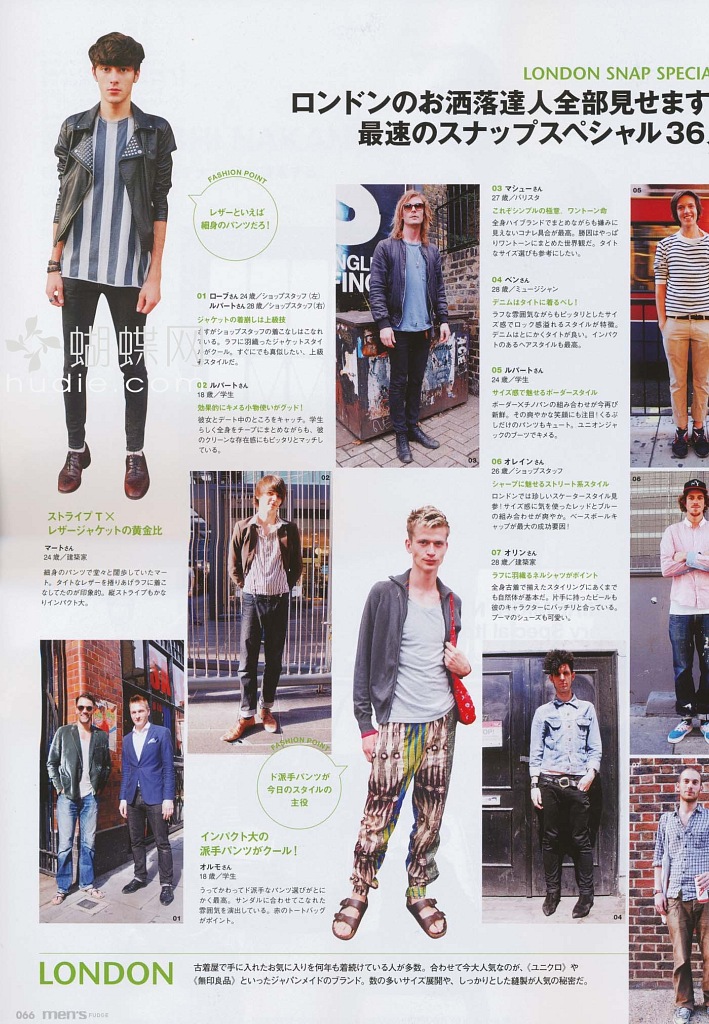 LONDON SNAP SPECIA
ロンドンのお洒落達人全部見せます
最速のスナップスペシャル36
FASHION POINT
レザーといえば
細身のパンツだろ！
ストライプT×
レザージャケットの黄金比
マートさん
24歳／建築家
細身のパンツで堂々と闊歩していたマー
ト。タイトなレザーを捲りあげラフに着こ
なしてたのが印象的。縦ストライプもかな
りインパクト大。
01 ローブさん 24歳／ショップスタッフ（左）
ルパートさん 28歳／ショップスタッフ（右）
ジャケットの着崩しは上級技
さすがショップスタッフの着こなしはこなれ
ている。ラフに羽織ったジャケットスタイ
ルがクール。すぐにでも真似したい、上級
スタイルだ。
02 ルパートさん
18歳／学生
効果的にキメる小物使いがグッド！
彼女とデート中のところをキャッチ。学生
らしく全身をチープにまとめながらも、彼
のクリーンな存在感にもピッタリとマッチし
ている。
03 マシューさん
27歳／バリスタ
これぞシンプルの極意、ワントーン命
全身ハイブランドでまとめながらも嫌みに
見えないコナレ具合が最高。勝因はやっぱ
りワントーンにまとめた世界観だ。タイト
なサイズ選びも参考にしたい。
04 ベンさん
28歳／ミュージシャン
デニムはタイトに着るべし！
ラフな雰囲気ながらもピッタリとしたサイ
ズ感でロック感溢れるスタイルが特徴。
デニムはとにかくタイトが良い。インパク
トのあるヘアスタイルも最高。
05 ルパートさん
24歳／学生
サイズ感で魅せるボーダースタイル
ボーダー×チノパンの組み合わせが今再び
新鮮。その爽やかな笑顔にも注目！くるぶ
しだけのパンツもキュート。ユニオンジャ
ックのブーツでキメる。
06 オレインさん
26歳／ショップスタッフ
シャープに魅せるストリート系スタイル
ロンドンでは珍しいスケータースタイル見
参！サイズ感に気を使ったレッドとブルー
の組み合わせが爽やか。ベースボールキ
ャップが最大の成功要因！
07 オリンさん
28歳／建築家
ラフに羽織るネルシャツがポイント
全身古着で揃えたスタイリングにあくまで
も自然体が基本だ。片手に持ったビールも
彼のキャラクターにバッチリと合っている。
プーマのシューズも可愛い。
03
05
02
06
01
04
FASHION POINT
ド派手パンツが
今日のスタイルの
主役
インパクト大の
派手パンツがクール！
オルモさん
18歳／学生
うってかわってド派手なパンツ選びがとに
かく最高。サンダルに合わせてこなれた
雰囲気を演出している。赤のトートバッグ
がポイント。
LONDON
古着屋で手に入れたお気に入りを何年も着続けている人が多数。合わせて今大人気なのが、《ユニクロ》や
《無印良品》といったジャパンメイドのブランド。数の多いサイズ展開や、しっかりとした縫製が人気の秘密だ。
066 men's FUDGE
蝴蝶网
hudie.com